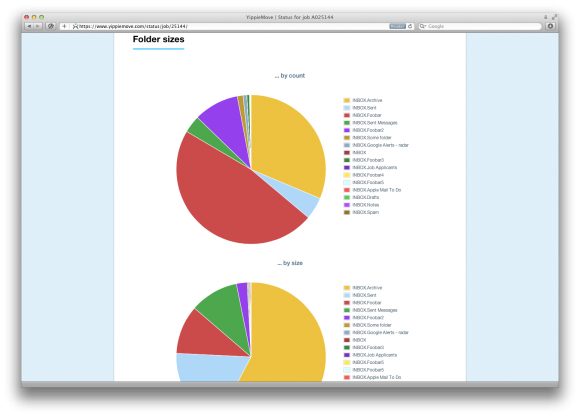 YippieMove | Status for job A025144
https://www.yippiemove.com/status/job/25144/
Google
Folder sizes
... by count
INBOX.Archive
INBOX.Sent
INBOX.Foobar
INBOX.Sent Messages
INBOX.Foobar2
INBOX.Some folder
INBOX.Google Alerts - radar
INBOX
INBOX.Foobar3
INBOX.Job Applicants
INBOX.Foobar4
INBOX.Foobar5
INBOX.Apple Mail To Do
INBOX.Drafts
INBOX.Notes
INBOX.Spam
... by size
INBOX.Archive
INBOX.Sent
INBOX.Foobar
INBOX.Sent Messages
INBOX.Foobar2
INBOX.Some folder
INBOX.Google Alerts - radar
INBOX
INBOX.Foobar3
INBOX.Job Applicants
INBOX.Foobar5
INBOX.Foobar5
INBOX.Apple Mail To Do